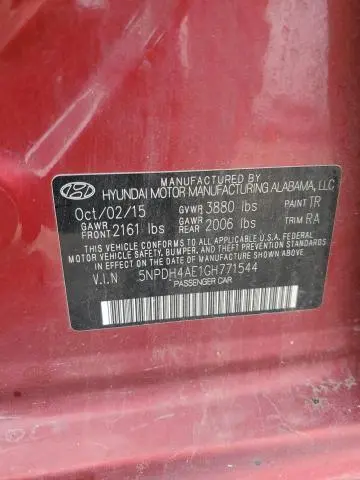 MANUFACTURED BY
HYUNDAI MOTOR MANUFACTURING ALABAMA, LLC
Oct/02/15 GVWR 3880 lbs PAINT TR
GAWR FRONT 2161 lbs GAWR REAR 2006 lbs TRIM RA
THIS VEHICLE CONFORMS TO ALL APPLICABLE U.S.A. FEDERAL
MOTOR VEHICLE SAFETY, BUMPER, AND THEFT PREVENTION
STANDARDS IN EFFECT ON THE DATE OF MANUFACTURE SHOWN ABOVE.
V.I.N 5NPDH4AE1GH771544
PASSENGER CAR